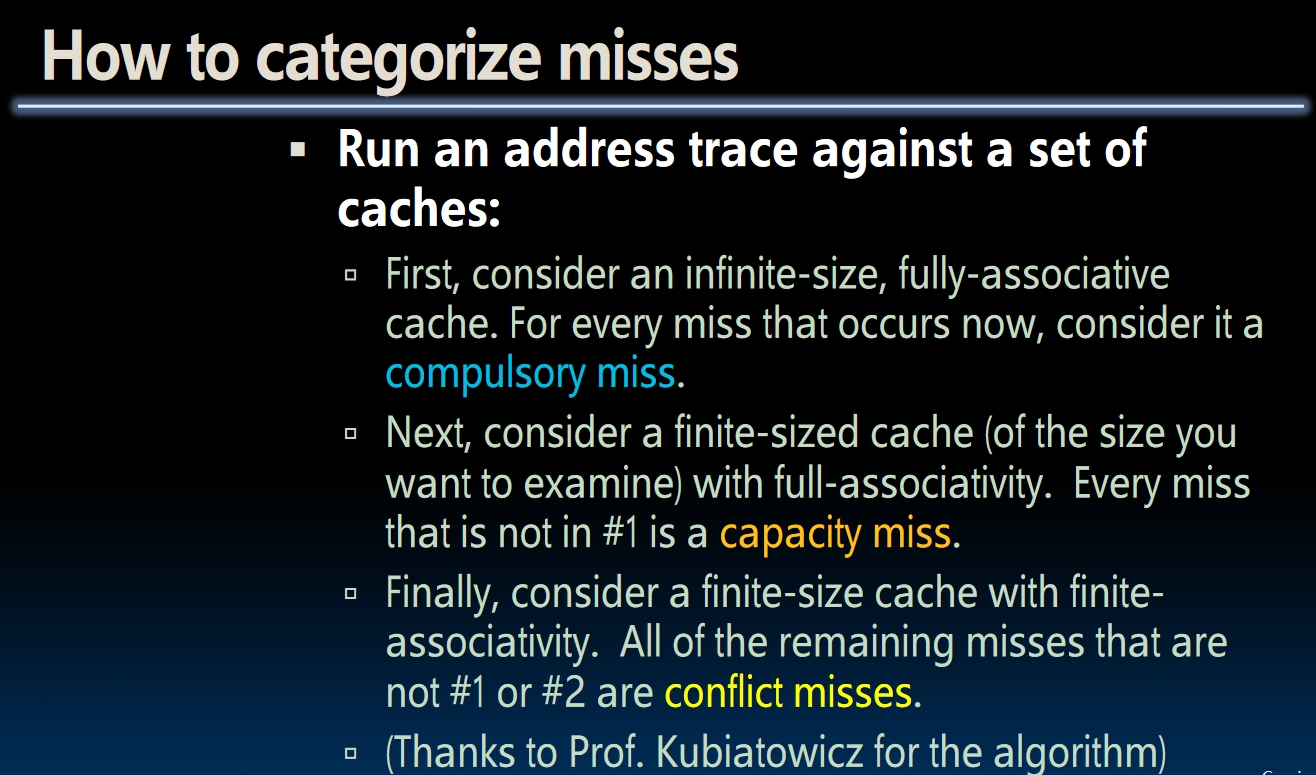 How to categorize misses
Run an address trace against a set of
caches:
First, consider an infinite-size, fully-associative
cache. For every miss that occurs now, consider it a
compulsory miss.
Next, consider a finite-sized cache (of the size you
want to examine) with full-associativity.  Every miss
that is not in #1 is a capacity miss.
Finally, consider a finite-size cache with finite-
associativity.  All of the remaining misses that are
not #1 or #2 are conflict misses.
(Thanks to Prof. Kubiatowicz for the algorithm)